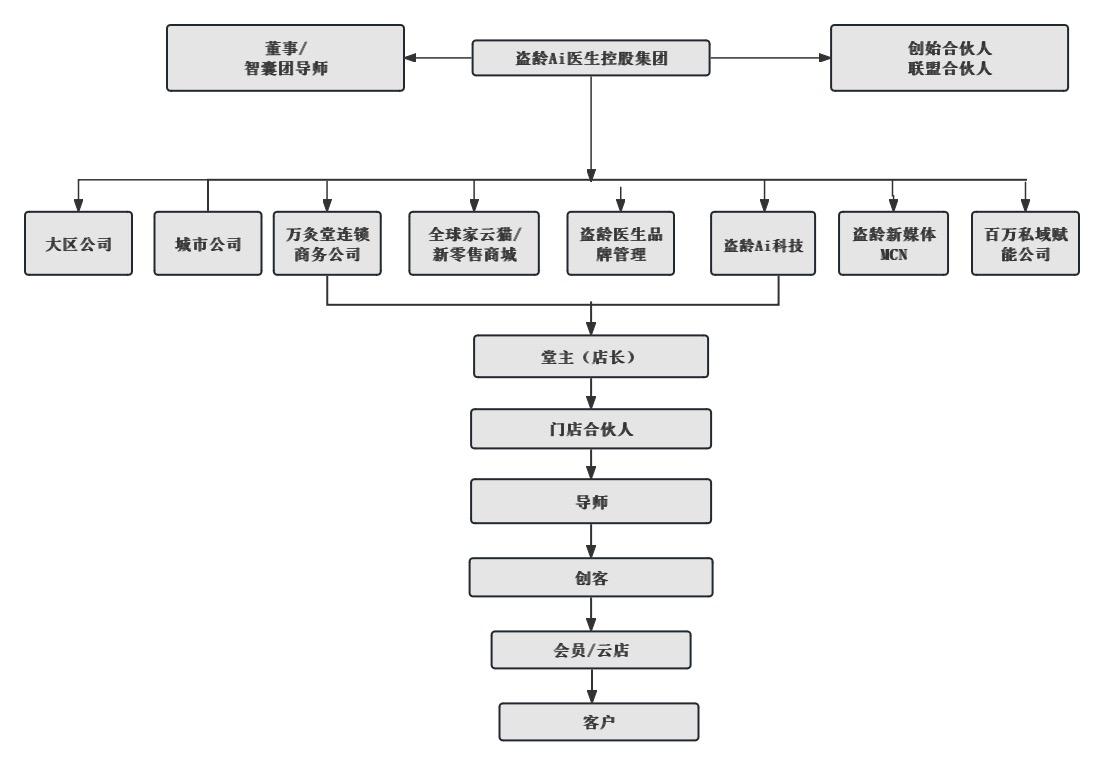 董事/
智囊团导师
盗龄Ai医生控股集团
创始合伙人
联盟合伙人
大区公司
城市公司
万灸堂连锁
商务公司
全球家云猫/
新零售商城
盗龄医生品
牌管理
盗龄Ai科技
盗龄新媒体
MCN
百万私域赋
能公司
堂主（店长）
门店合伙人
导师
创客
会员/云店
客户